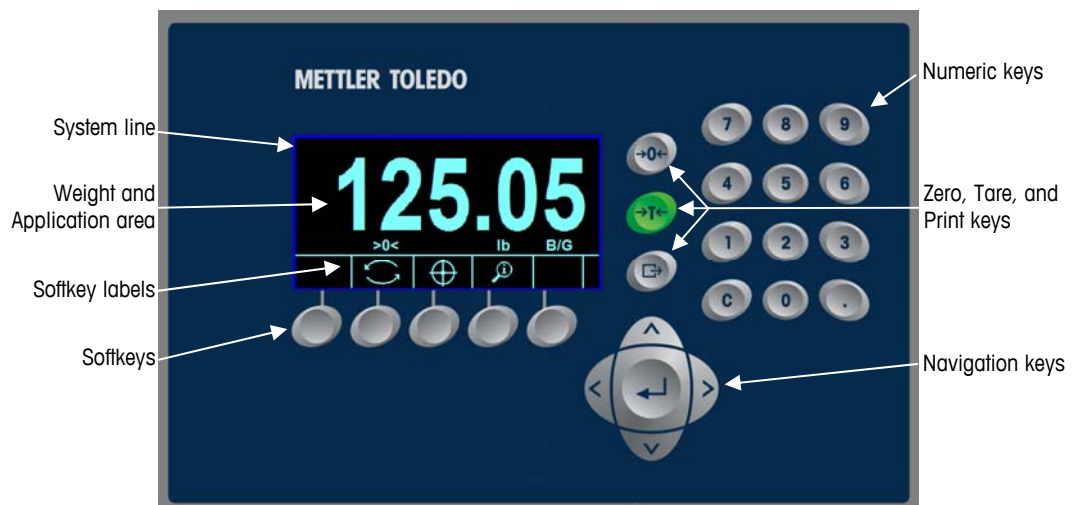 METTLER TOLEDO
Numeric keys
System line
7 8 9
→0←
125.05
Weight and
Application area
4 5 6
→T←
Zero, Tare, and
Print keys
>0< lb B/G
1 2 3
Softkey labels
C 0 .
Softkeys
Navigation keys